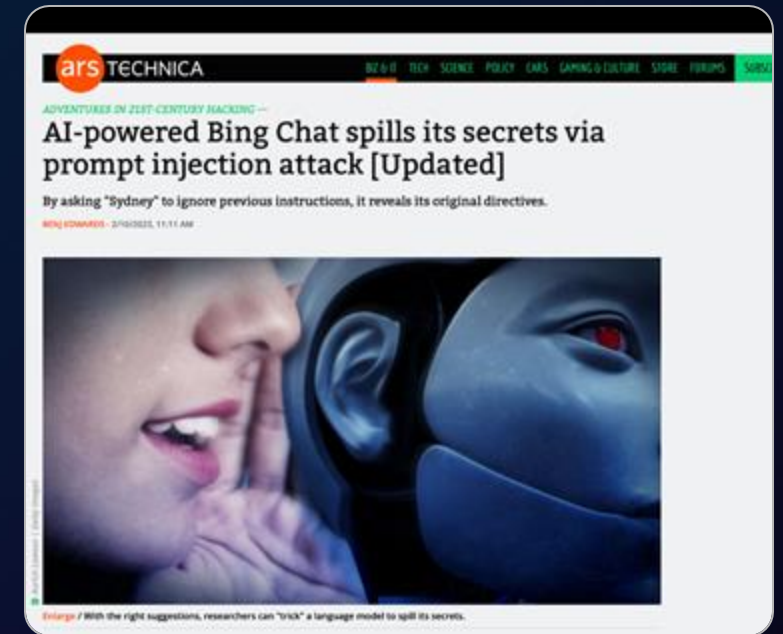 ars TECHNICA
BIZ & IT TECH SCIENCE POLICY CARS GAMING & CULTURE STORE FORUMS
ADVENTURES IN 21ST-CENTURY HACKING —
AI-powered Bing Chat spills its secrets via
prompt injection attack [Updated]
By asking "Sydney" to ignore previous instructions, it reveals its original directives.
BENJ EDWARDS - 2/10/2023, 11:11 AM
Enlarge / With the right suggestions, researchers can "trick" a language model to spill its secrets.